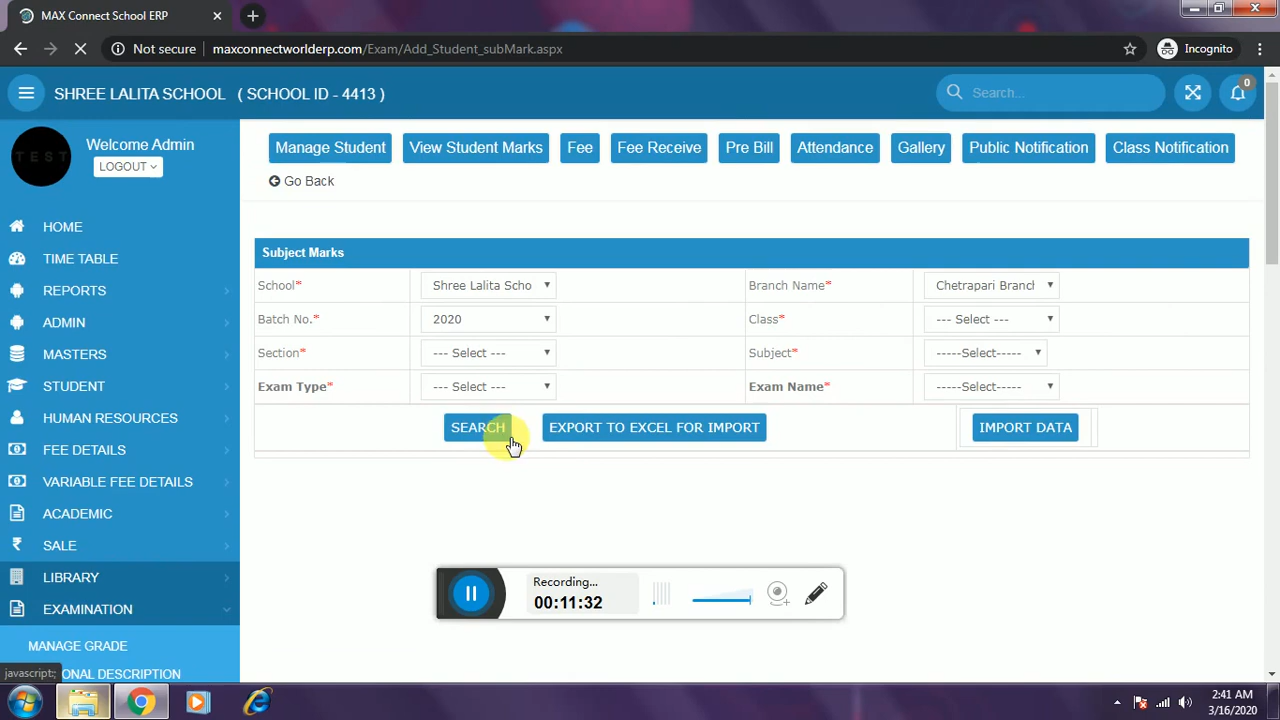 MAX Connect School ERP
Not secure maxconnectworlderp.com/Exam/Add_Student_subMark.aspx Incognito
SHREE LALITA SCHOOL ( SCHOOL ID - 4413 ) Search... 0
TEST Welcome Admin
LOGOUT
Manage Student View Student Marks Fee Fee Receive Pre Bill Attendance Gallery Public Notification Class Notification
Go Back
HOME
TIME TABLE
REPORTS
ADMIN
MASTERS
STUDENT
HUMAN RESOURCES
FEE DETAILS
VARIABLE FEE DETAILS
ACADEMIC
SALE
LIBRARY
EXAMINATION
MANAGE GRADE
ONAL DESCRIPTION
javascript:;
Subject Marks
School* Shree Lalita Scho Branch Name* Chetrapari Branch
Batch No.* 2020 Class* --- Select ---
Section* --- Select --- Subject* -----Select-----
Exam Type* --- Select --- Exam Name* -----Select-----
SEARCH EXPORT TO EXCEL FOR IMPORT IMPORT DATA
Recording...
00:11:32
2:41 AM
3/16/2020